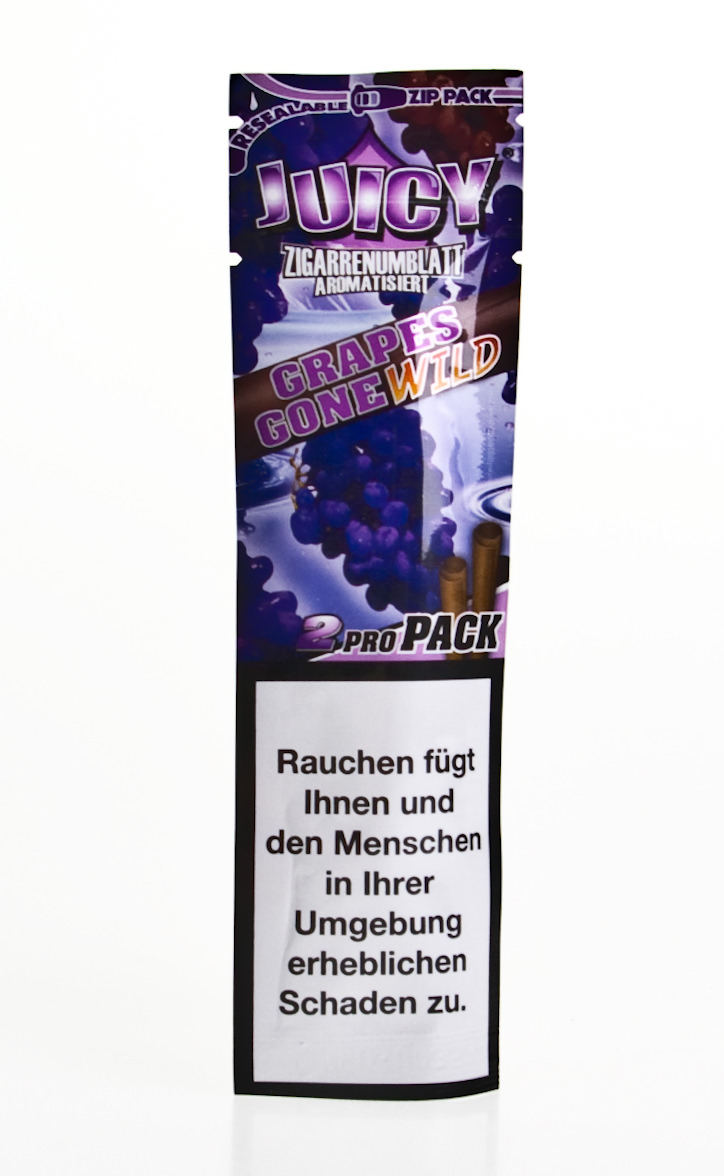 RESEALABLE ZIP PACK
JUICY®
ZIGARRENUMBLATT
AROMATISIERT
GRAPES
GONE WILD
2 PRO PACK
Rauchen fügt
Ihnen und
den Menschen
in Ihrer
Umgebung
erheblichen
Schaden zu.